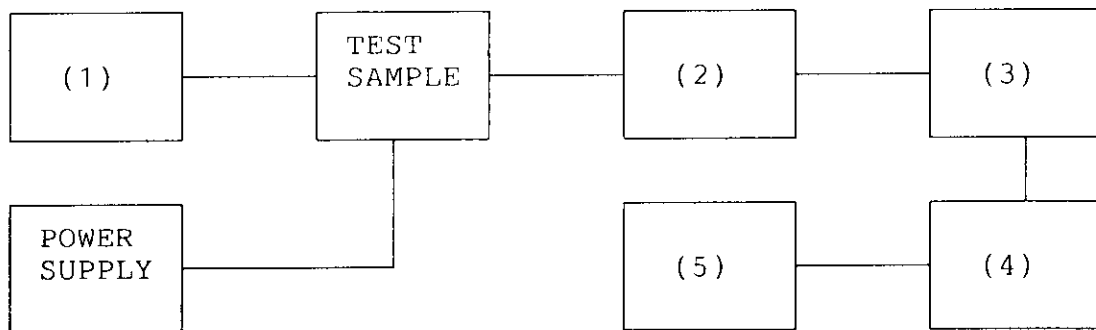 (1)
TEST
SAMPLE
(2)
(3)
POWER
SUPPLY
(5)
(4)